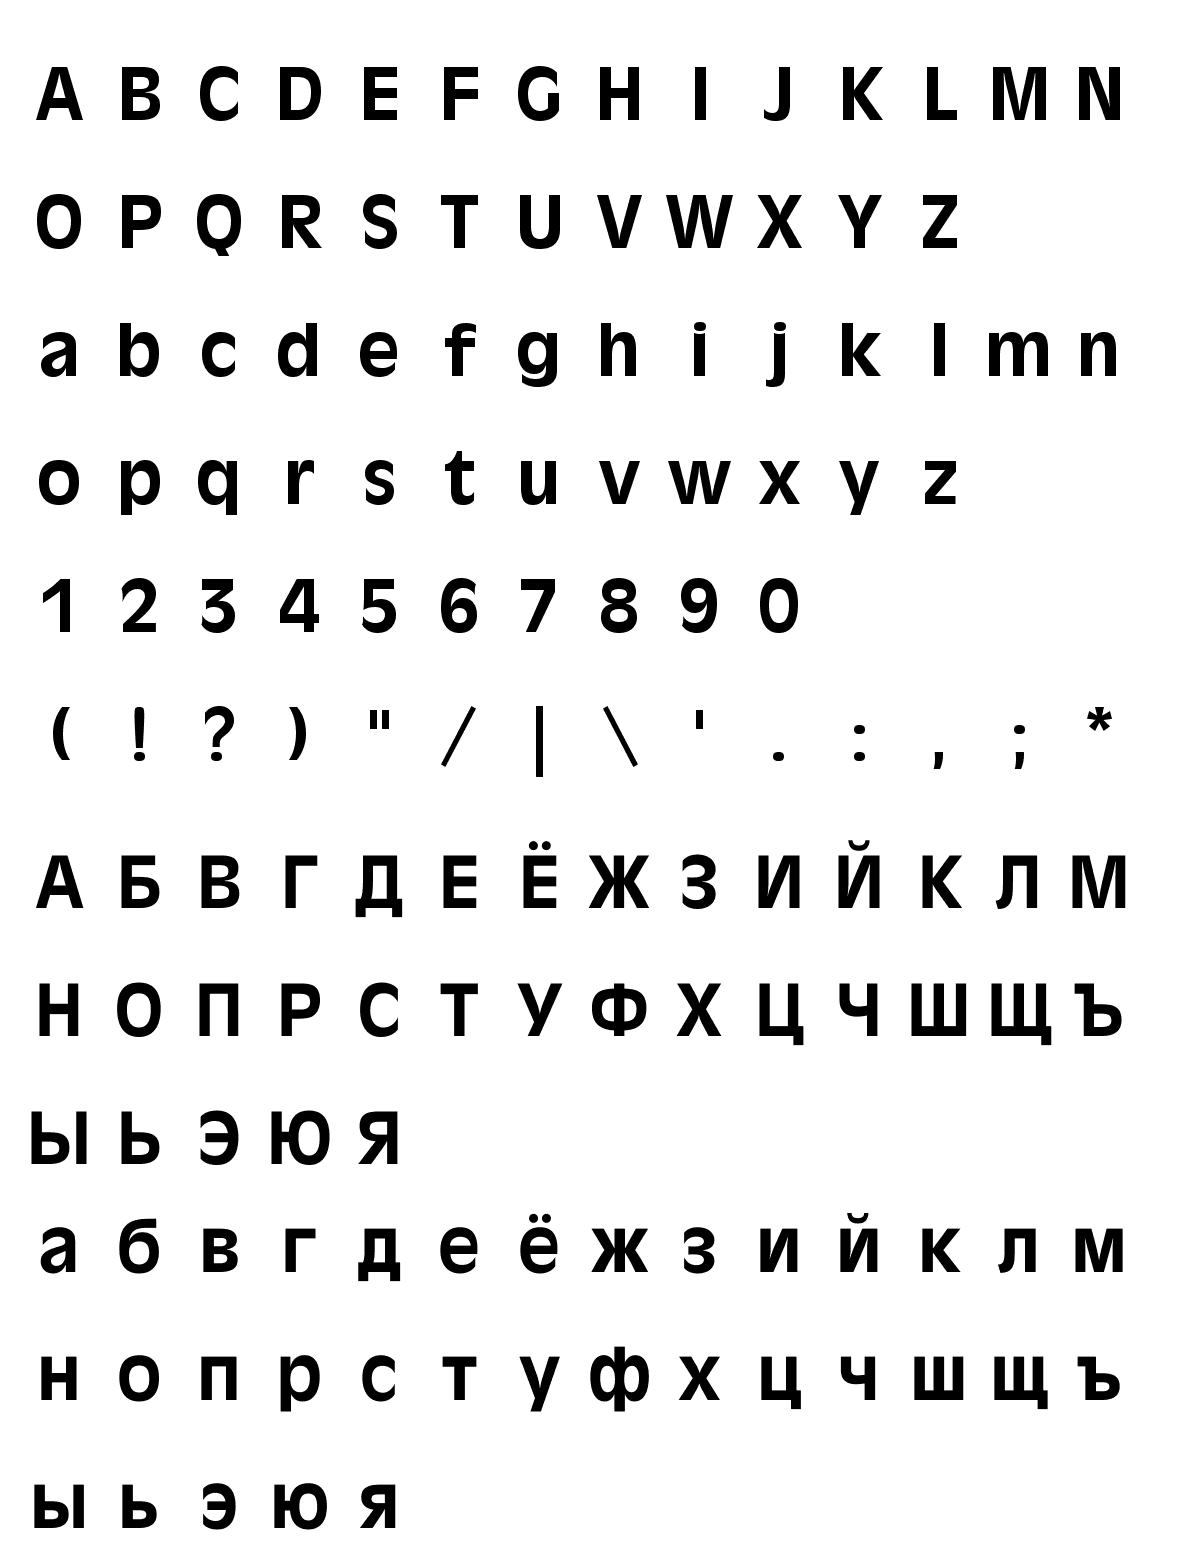 A B C D E F G H I J K L M N
O P Q R S T U V W X Y Z
a b c d e f g h i j k l m n
o p q r s t u v w x y z
1 2 3 4 5 6 7 8 9 0
( ! ? ) " / | \ ' . : , ; *
А Б В Г Д Е Ё Ж З И Й К Л М
Н О П Р С Т У Ф Х Ц Ч Ш Щ Ъ
Ы Ь Э Ю Я
а б в г д е ё ж з и й к л м
н о п р с т у ф х ц ч ш щ ъ
ы ь э ю я